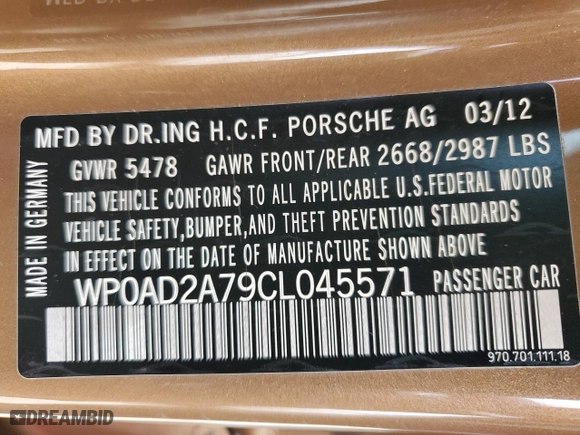 MFD BY DR.ING H.C.F. PORSCHE AG 03/12
GVWR 5478 GAWR FRONT/REAR 2668/2987 LBS
THIS VEHICLE CONFORMS TO ALL APPLICABLE U.S.FEDERAL MOTOR
VEHICLE SAFETY,BUMPER,AND THEFT PREVENTION STANDARDS
IN EFFECT ON THE DATE OF MANUFACTURE SHOWN ABOVE.
WP0AD2A79CL045571 PASSENGER CAR
MADE IN GERMANY
970.701.111.18
DREAMBID